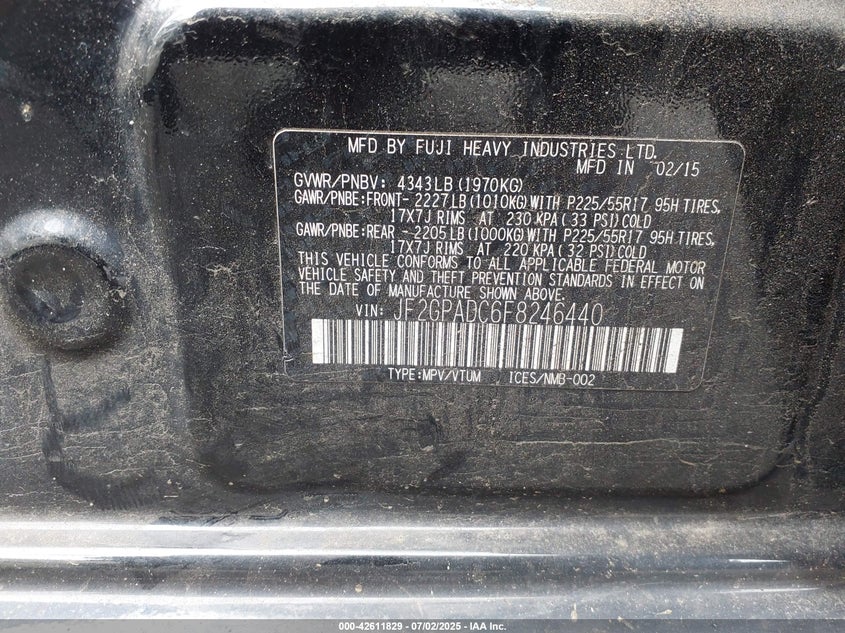 MFD BY FUJI HEAVY INDUSTRIES LTD.
MFD IN 02/15
GVWR/PNBV: 4343LB (1970KG)
GAWR/PNBE:FRONT- 2227LB (1010KG) WITH P225/55R17 95H TIRES,
17X7J RIMS AT 230 KPA (33 PSI) COLD
GAWR/PNBE:REAR - 2205LB (1000KG) WITH P225/55R17 95H TIRES,
17X7J RIMS AT 220 KPA (32 PSI) COLD
THIS VEHICLE CONFORMS TO ALL APPLICABLE FEDERAL MOTOR
VEHICLE SAFETY AND THEFT PREVENTION STANDARDS IN EFFECT ON
THE DATE OF MANUFACTURE SHOWN ABOVE.
VIN: JF2GPADC6F8246440
TYPE:MPV/VTUM ICES/NMB-002
000-42611829 - 07/02/2025 - IAA Inc.